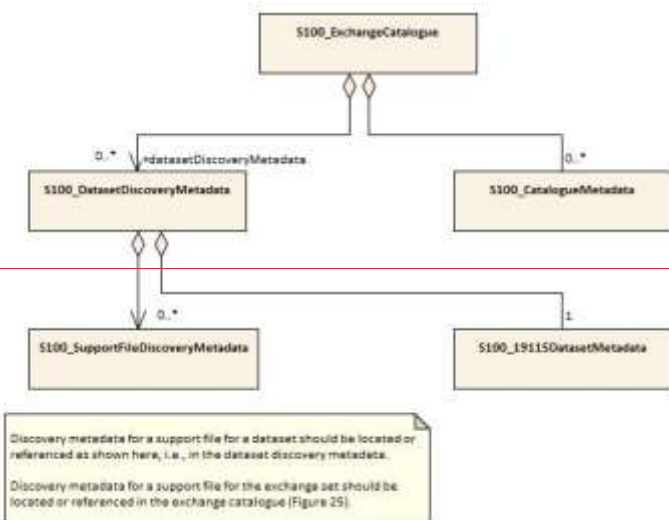 S100_ExchangeCatalogue
0..*
+datasetDiscoveryMetadata
0..*
S100_DatasetDiscoveryMetadata
S100_CatalogueMetadata
0..*
1
S100_SupportFileDiscoveryMetadata
S100_19115DatasetMetadata
Discovery metadata for a support file for a dataset should be located or
referenced as shown here, i.e., in the dataset discovery metadata.
Discovery metadata for a support file for the exchange set should be
located or referenced in the exchange catalogue (Figure 25).